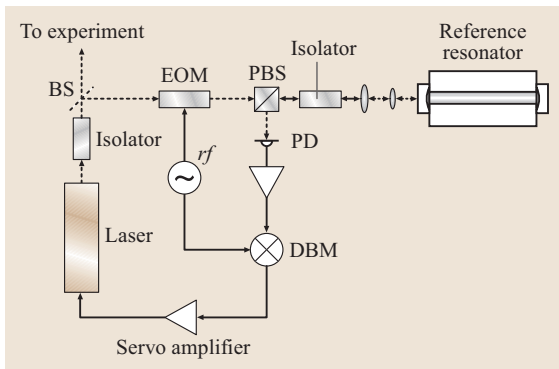 To experiment
BS
EOM
PBS
Isolator
Reference
resonator
Isolator
rf
PD
Laser
DBM
Servo amplifier